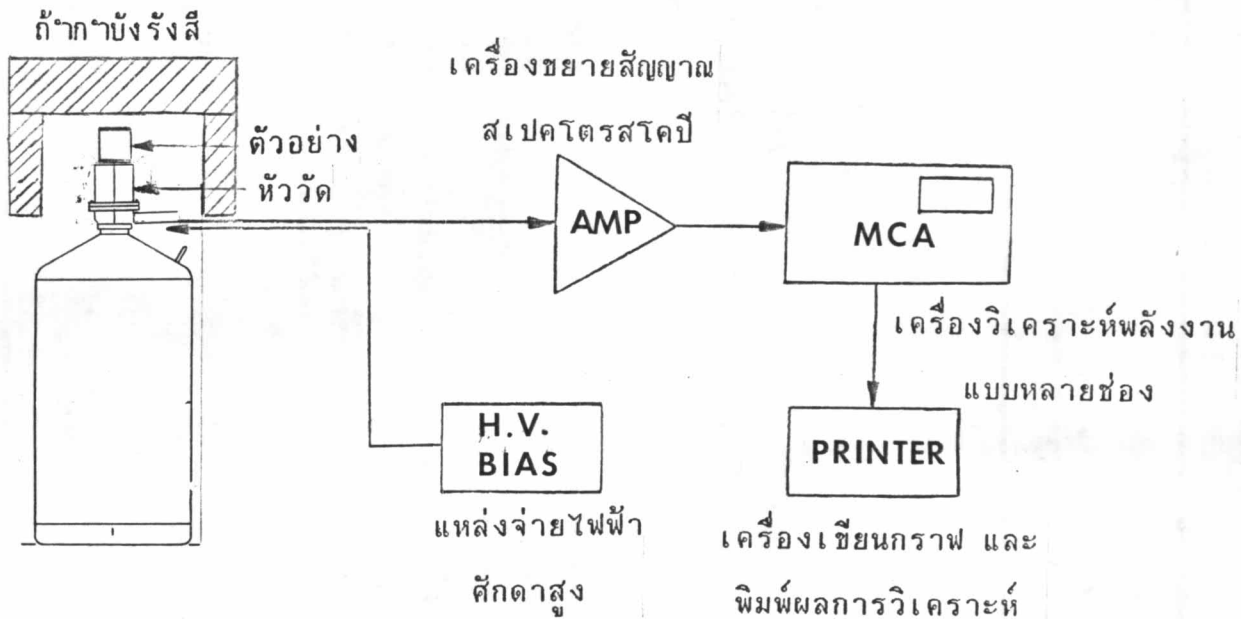 ถ้ำกำบังรังสี
เครื่องขยายสัญญาณ
สเปคโตรสโคปี
ตัวอย่าง
หัววัด
AMP
MCA
เครื่องวิเคราะห์พลังงาน
แบบหลายช่อง
H.V.
BIAS
PRINTER
แหล่งจ่ายไฟฟ้า
ศักดาสูง
เครื่องเขียนกราฟ และ
พิมพ์ผลการวิเคราะห์